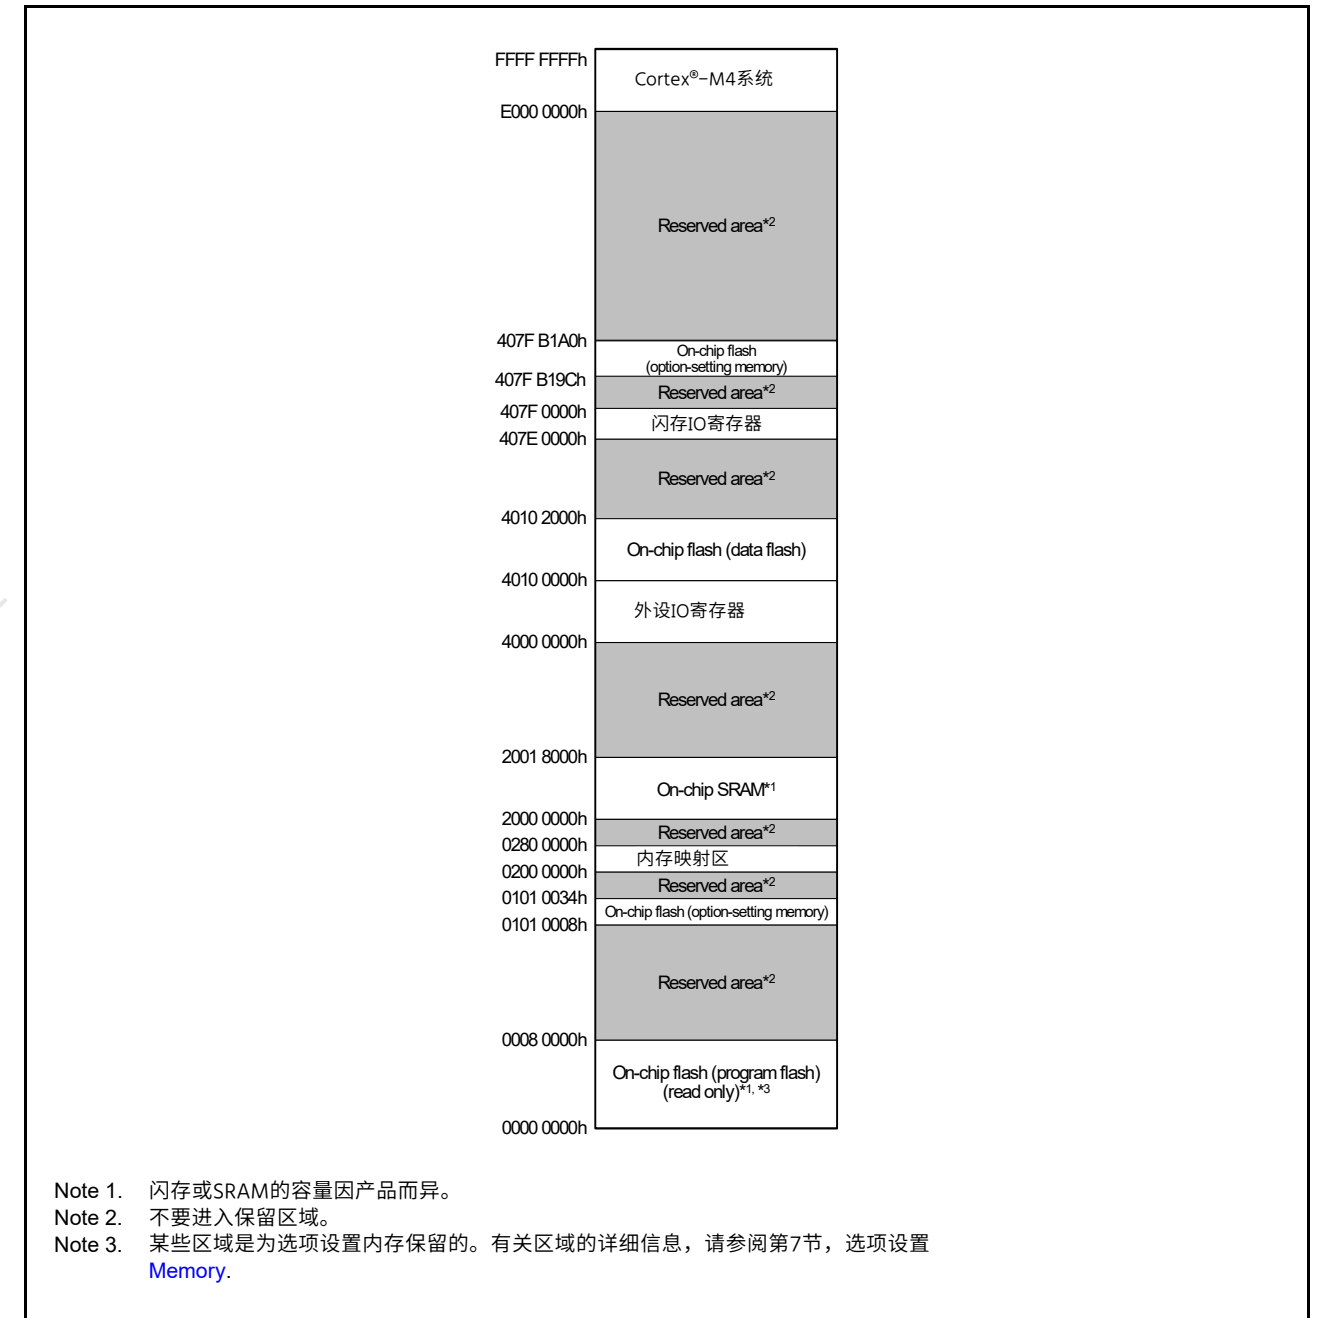 FFFF FFFFh
Cortex®-M4系统
E000 0000h
Reserved area*2
407F B1A0h
On-chip flash
(option-setting memory)
407F B19Ch
Reserved area*2
407F 0000h
闪存IO寄存器
407E 0000h
Reserved area*2
4010 2000h
On-chip flash (data flash)
4010 0000h
外设IO寄存器
4000 0000h
Reserved area*2
2001 8000h
On-chip SRAM*1
2000 0000h
Reserved area*2
0280 0000h
内存映射区
0200 0000h
Reserved area*2
0101 0034h
On-chip flash (option-setting memory)
0101 0008h
Reserved area*2
0008 0000h
On-chip flash (program flash)
(read only)*1, *3
0000 0000h
Note 1. 闪存或SRAM的容量因产品而异。
Note 2. 不要进入保留区域。
Note 3. 某些区域是为选项设置内存保留的。有关区域的详细信息，请参阅第7节，选项设置
Memory.